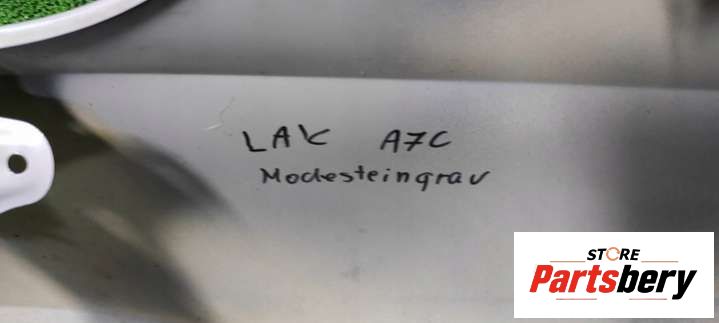 LAK A7C
Modesteingrau
STORE
Partsbery